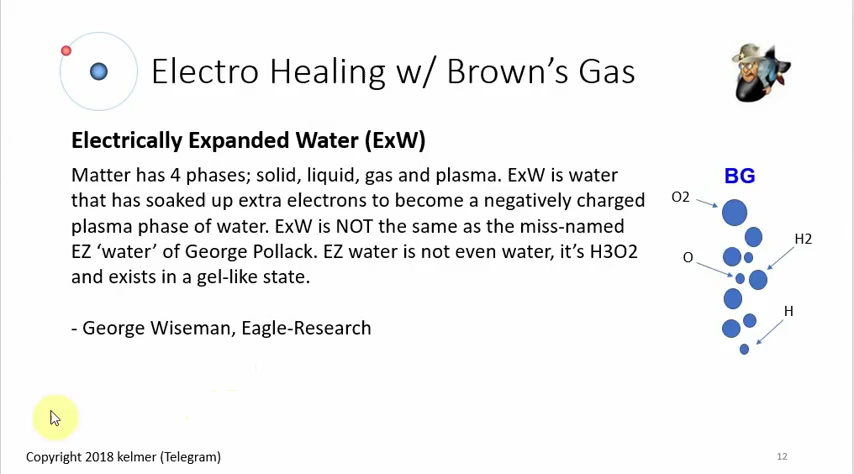 Electro Healing w/ Brown's Gas
Electrically Expanded Water (ExW)
Matter has 4 phases; solid, liquid, gas and plasma. ExW is water
that has soaked up extra electrons to become a negatively charged
plasma phase of water. ExW is NOT the same as the miss-named
EZ ‘water’ of George Pollack. EZ water is not even water, it’s H3O2
and exists in a gel-like state.
- George Wiseman, Eagle-Research
BG
O2
H2
O
H
Copyright 2018 kelmer (Telegram)
12